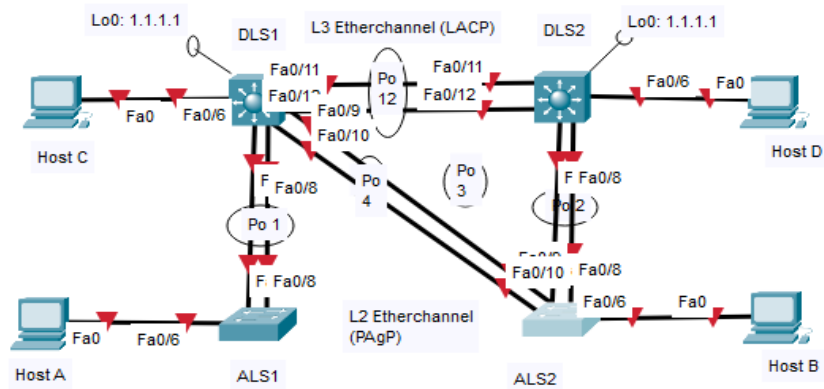 Lo0: 1.1.1.1
DLS1
L3 Etherchannel (LACP)
DLS2
Lo0: 1.1.1.1
Fa0/11
Po
12
Fa0/11
Fa0/12
Fa0/12
Fa0/6
Fa0
Fa0
Fa0/6
Fa0/9
Fa0/10
Host C
Host D
Fa0/8
Po
4
Po
3
Fa0/8
Po 1
Po 2
Fa0/8
Fa0/10
Fa0/8
L2 Etherchannel
(PAgP)
Fa0/6
Fa0
Fa0
Fa0/6
Host A
ALS1
ALS2
Host B